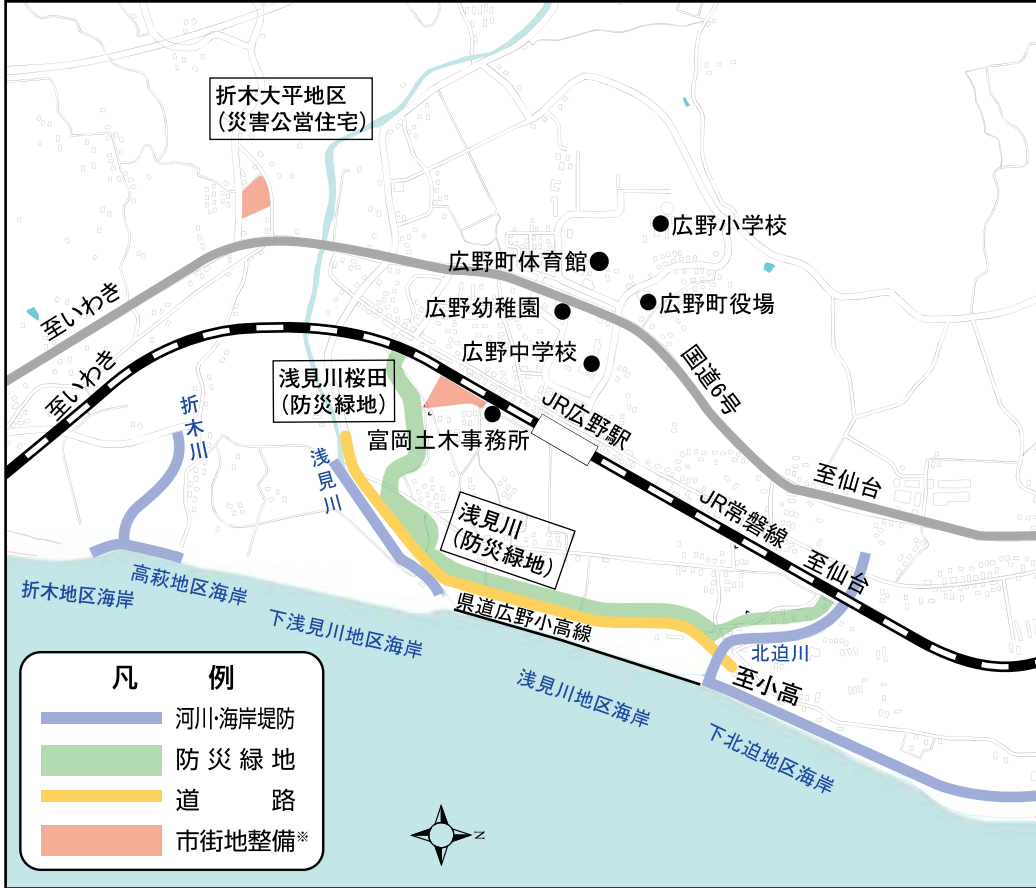 折木大平地区
（災害公営住宅）
広野小学校
広野町体育館
広野町役場
広野幼稚園
広野中学校
至いわき
至いわき
国道6号
浅見川桜田
（防災緑地）
JR広野駅
富岡土木事務所
折木川
浅見川
至仙台
JR常磐線
至仙台
浅見川
（防災緑地）
折木地区海岸
高萩地区海岸
下浅見川地区海岸
県道広野小高線
北迫川
至小高
浅見川地区海岸
下北迫地区海岸
凡例
河川・海岸堤防
防災緑地
道路
市街地整備※
N